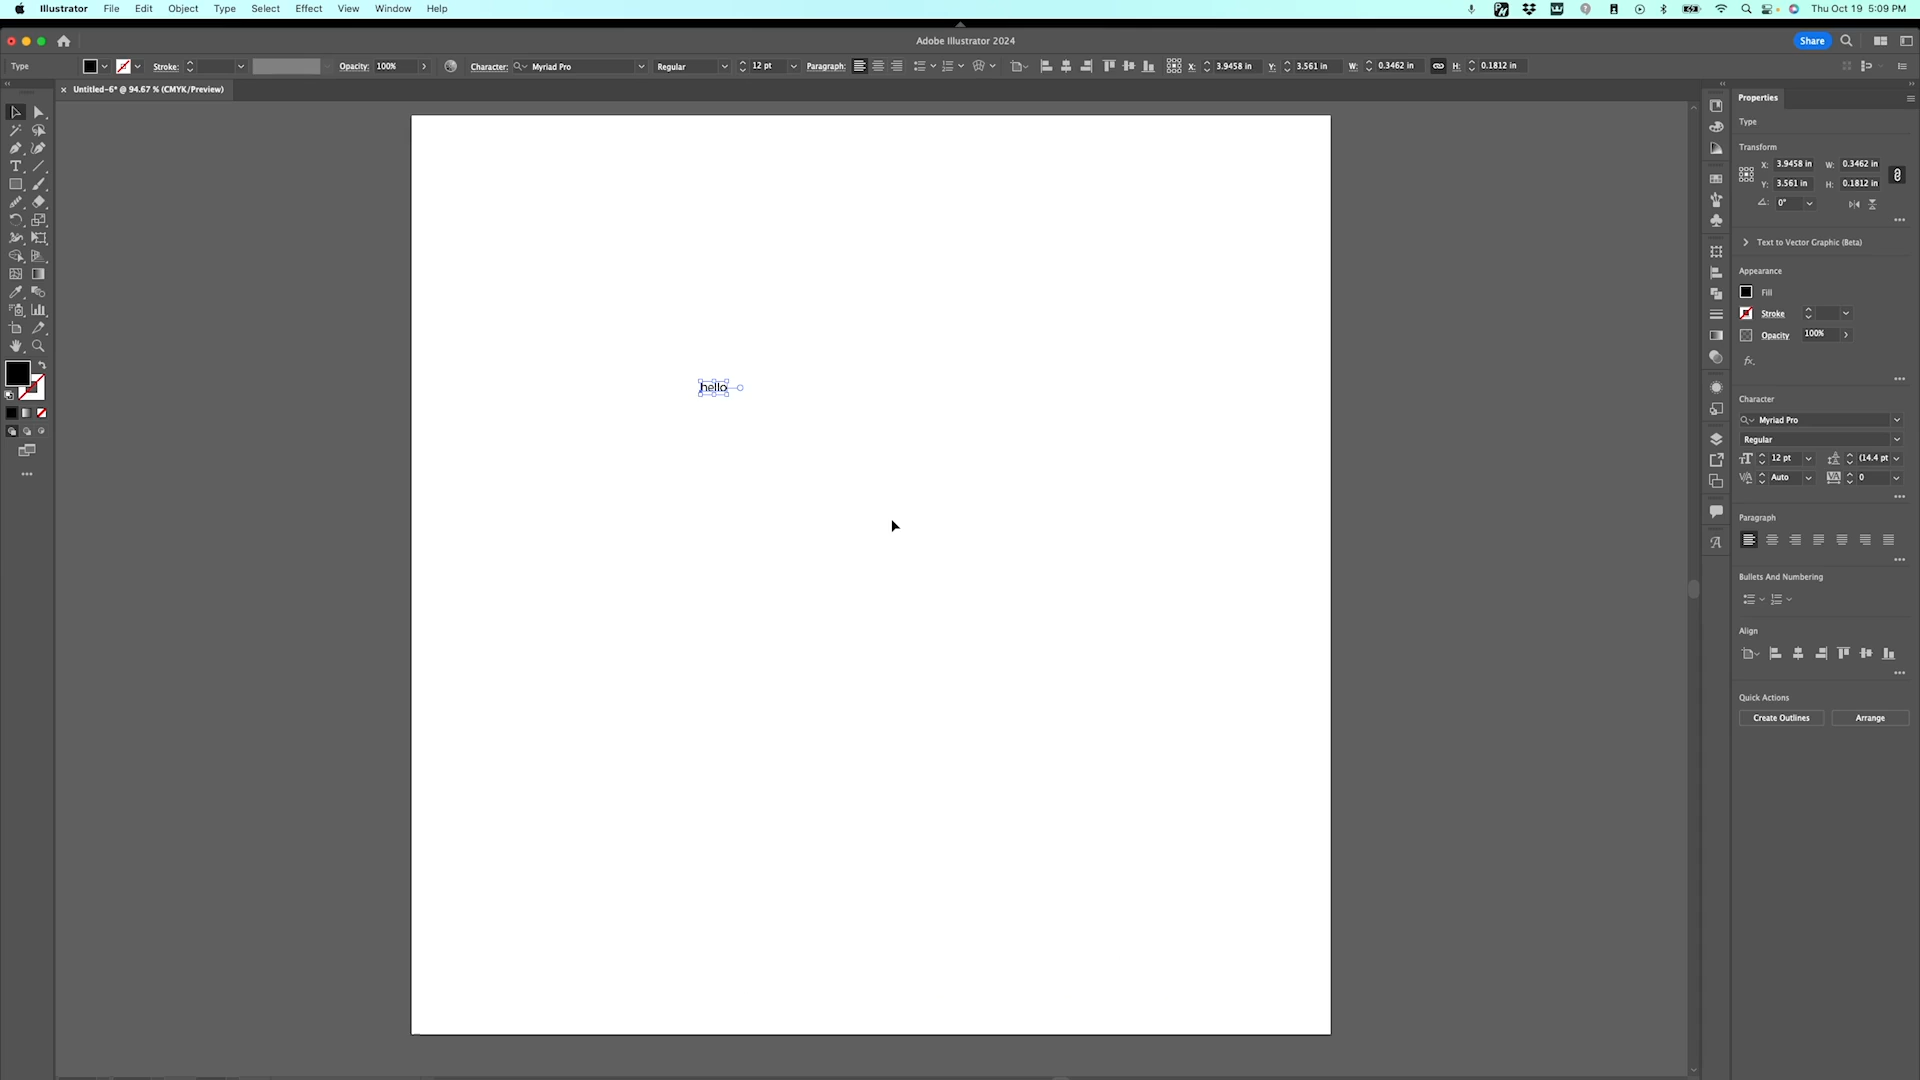 Illustrator File Edit Object Type Select Effect View Window Help
Thu Oct 19 5:09 PM
Adobe Illustrator 2024
Share
Type Stroke: Opacity: 100% Character: Myriad Pro Regular 12 pt Paragraph: X: 3.9458 in Y: 3.561 in W: 0.3462 in H: 0.1812 in
Untitled-6* @ 94.67 % (CMYK/Preview)
hello
Properties
Type
Transform
X: 3.9458 in W: 0.3462 in
Y: 3.561 in H: 0.1812 in
0°
Text to Vector Graphic (Beta)
Appearance
Fill
Stroke
Opacity 100%
fx.
Character
Myriad Pro
Regular
12 pt (14.4 pt
Auto 0
Paragraph
Bullets And Numbering
Align
Quick Actions
Create Outlines Arrange